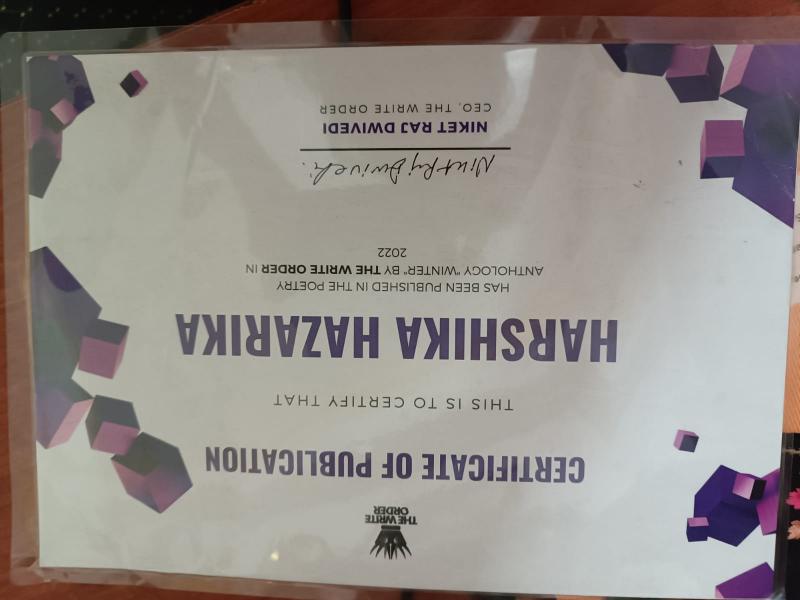 THE WRITE
ORDER
CERTIFICATE OF PUBLICATION
THIS IS TO CERTIFY THAT
HARSHIKA HAZARIKA
HAS BEEN PUBLISHED IN THE POETRY
ANTHOLOGY "WINTER" BY THE WRITE ORDER IN
2022
Niket Raj Dwivedi
NIKET RAJ DWIVEDI
CEO, THE WRITE ORDER